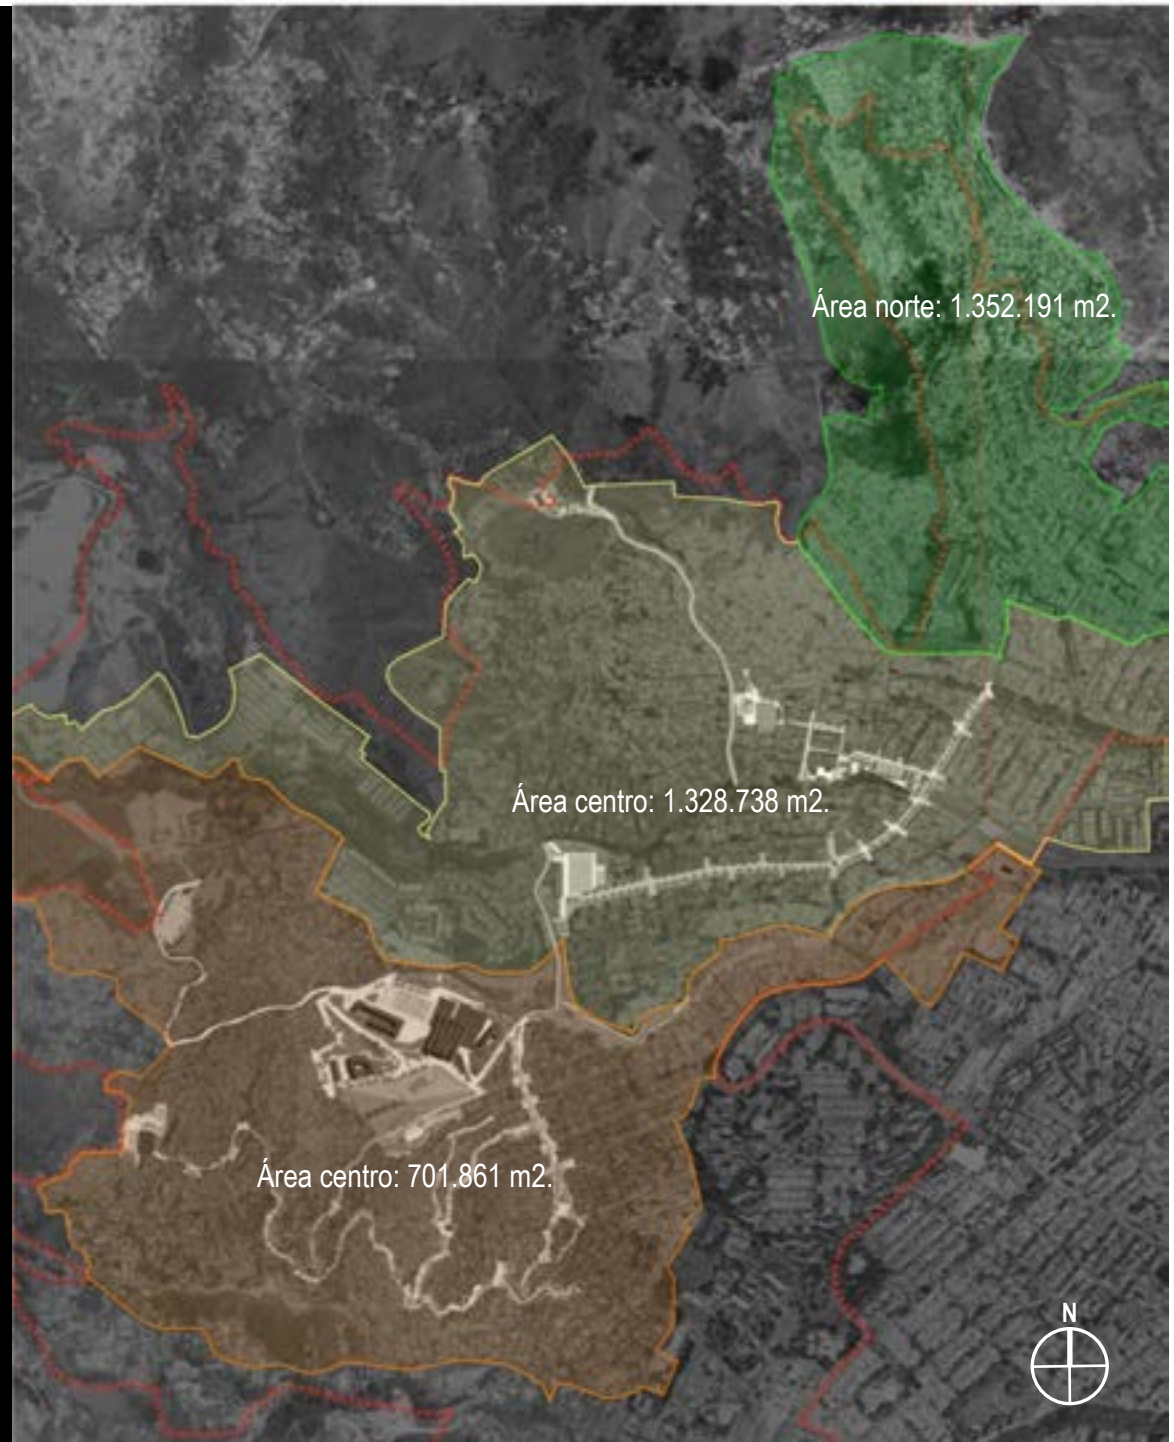 Área norte: 1.352.191 m2.
Área centro: 1.328.738 m2.
Área centro: 701.861 m2.
N